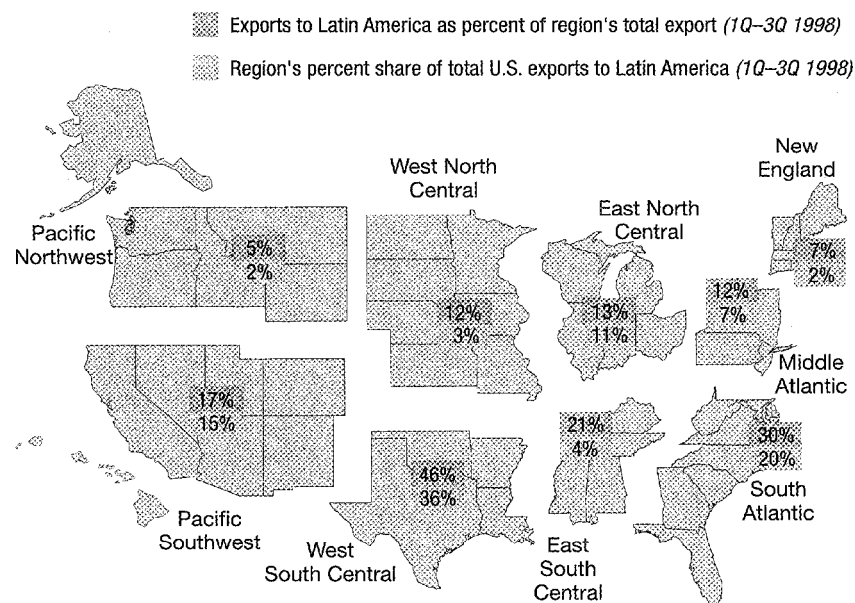 Exports to Latin America as percent of region's total export (1Q–3Q 1998)
Region's percent share of total U.S. exports to Latin America (1Q–3Q 1998)
Pacific
Northwest
5%
2%
West North
Central
12%
3%
East North
Central
13%
11%
New
England
7%
2%
12%
7%
Middle
Atlantic
17%
15%
Pacific
Southwest
46%
36%
West
South Central
21%
4%
East
South
Central
30%
20%
South
Atlantic